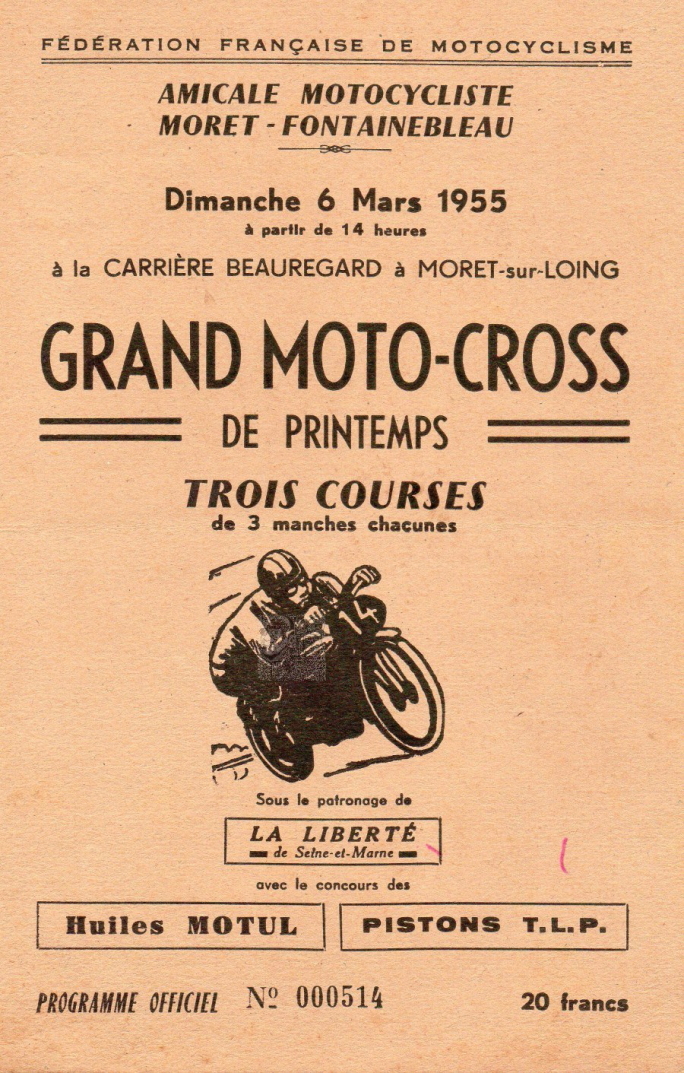 FÉDÉRATION FRANÇAISE DE MOTOCYCLISME
AMICALE MOTOCYCLISTE
MORET - FONTAINEBLEAU
Dimanche 6 Mars 1955
à partir de 14 heures
à la CARRIÈRE BEAUREGARD à MORET-sur-LOING
GRAND MOTO-CROSS
DE PRINTEMPS
TROIS COURSES
de 3 manches chacunes
14
Sous le patronage de
LA LIBERTÉ
de Seine-et-Marne
avec le concours des
Huiles MOTUL
PISTONS T.L.P.
PROGRAMME OFFICIEL Nº 000514 20 francs